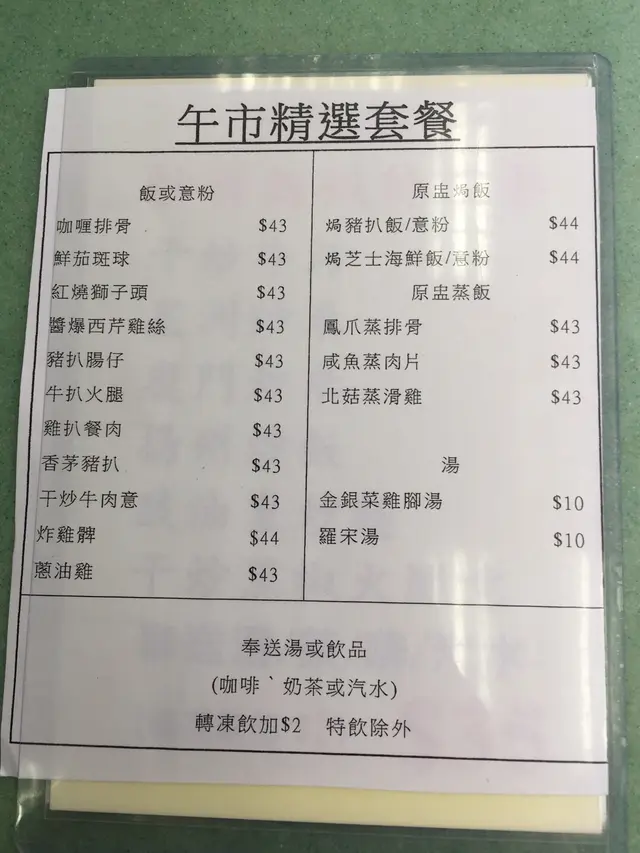 午市精選套餐
飯或意粉
咖喱排骨 $43
鮮茄斑球 $43
紅燒獅子頭 $43
醬爆西芹雞絲 $43
豬扒腸仔 $43
牛扒火腿 $43
雞扒餐肉 $43
香茅豬扒 $43
干炒牛肉意 $43
炸雞髀 $44
蔥油雞 $43
原盅焗飯
焗豬扒飯/意粉 $44
焗芝士海鮮飯/意粉 $44
原盅蒸飯
鳳爪蒸排骨 $43
咸魚蒸肉片 $43
北菇蒸滑雞 $43
湯
金銀菜雞腳湯 $10
羅宋湯 $10
奉送湯或飲品
(咖啡`奶茶或汽水)
轉凍飲加$2 特飲除外